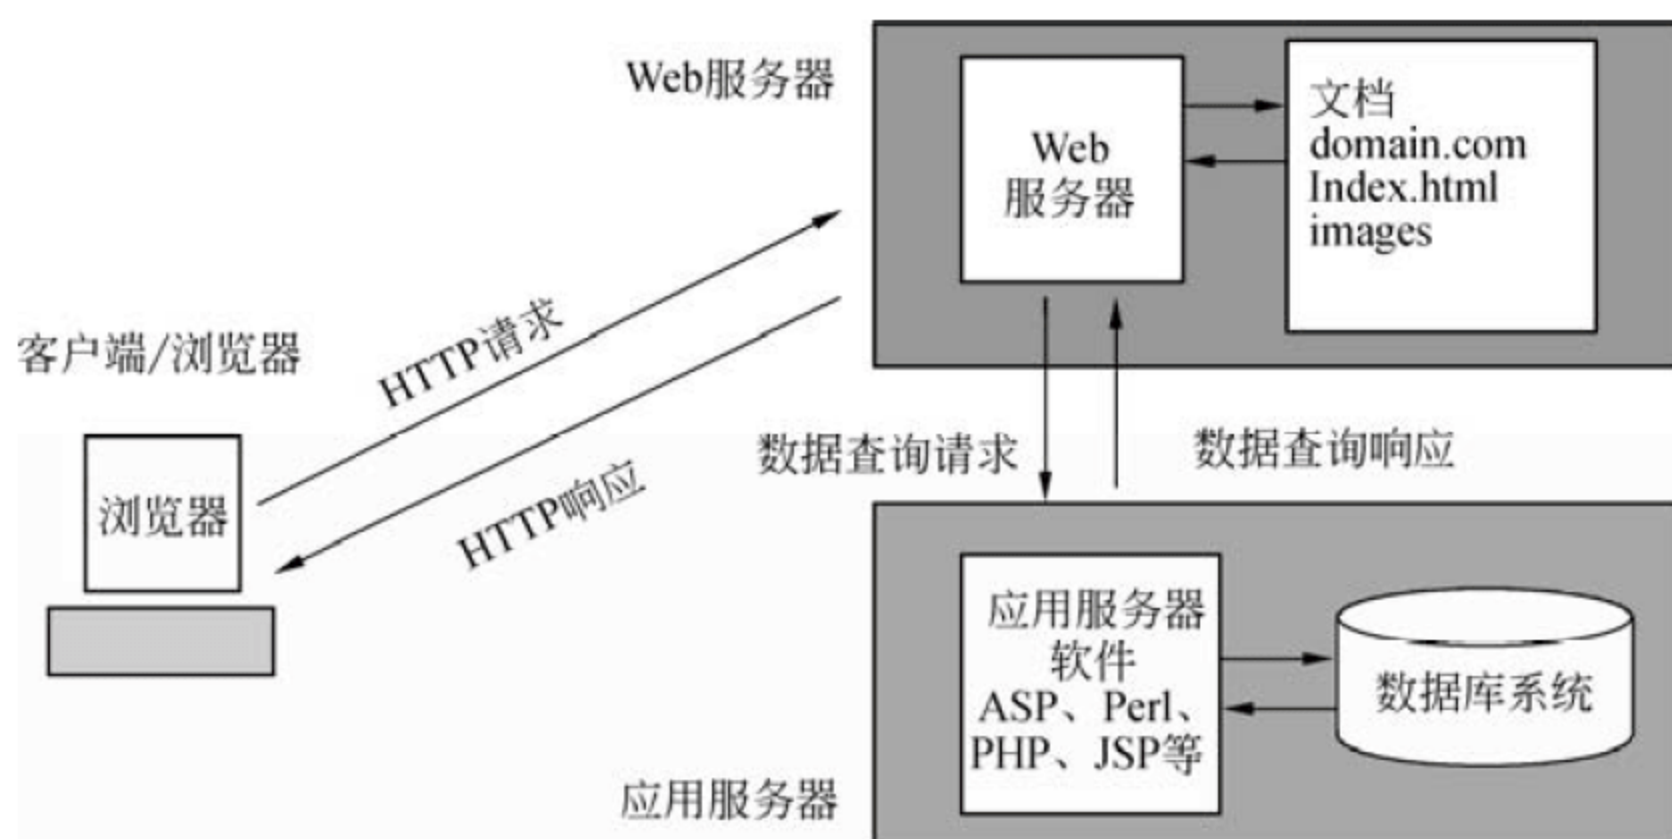 Web服务器
Web
服务器
文档
domain.com
Index.html
images
客户端/浏览器
HTTP请求
HTTP响应
浏览器
数据查询请求
数据查询响应
应用服务器
软件
ASP、Perl、
PHP、JSP等
数据库系统
应用服务器